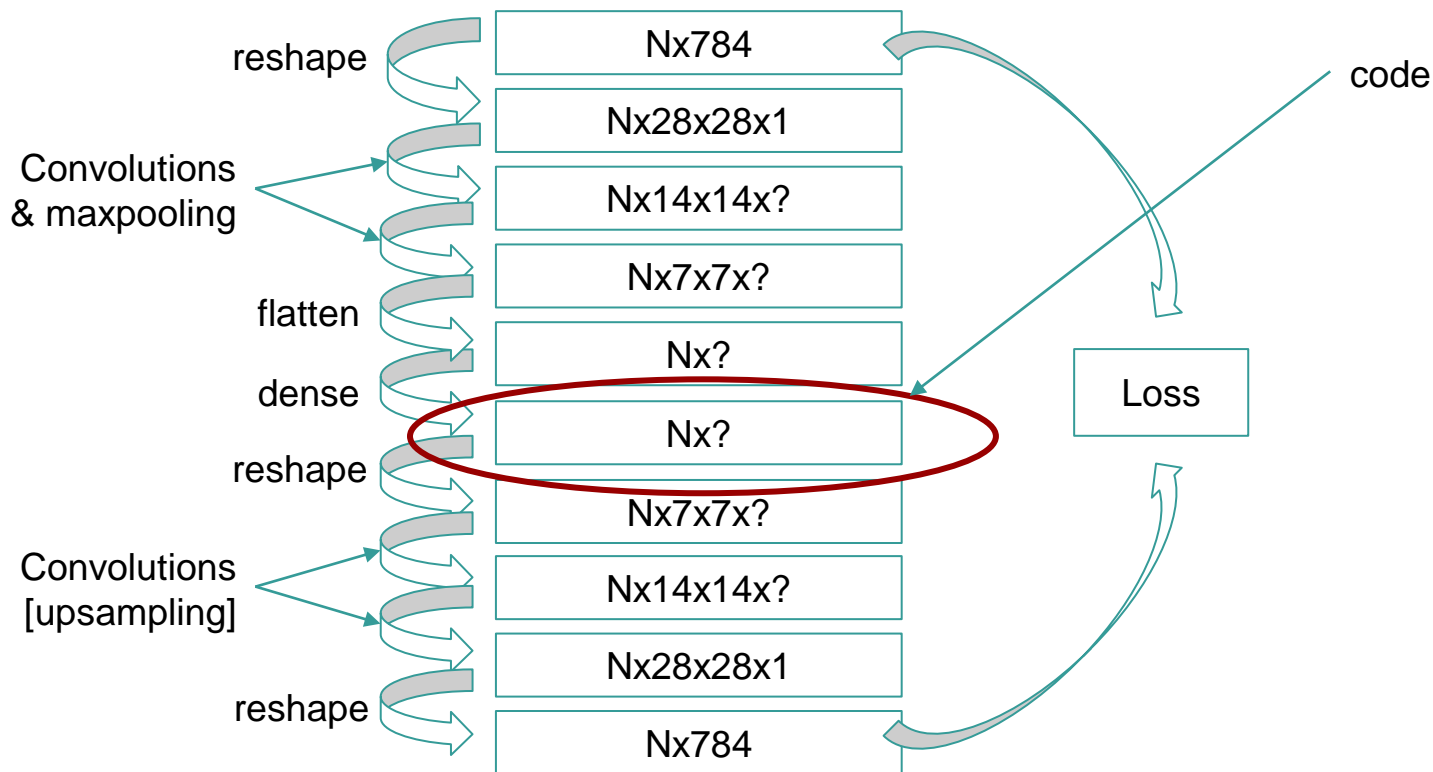 Nx784
reshape
code
Nx28x28x1
Convolutions
& maxpooling
Nx14x14x?
Nx7x7x?
flatten
Nx?
dense
Loss
Nx?
reshape
Nx7x7x?
Convolutions
[upsampling]
Nx14x14x?
Nx28x28x1
reshape
Nx784